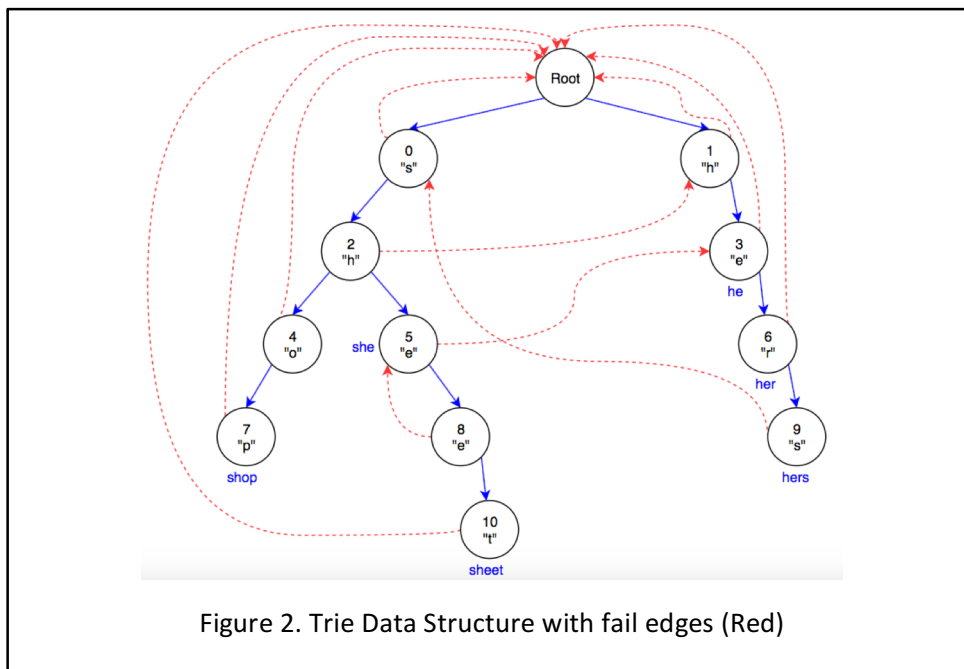 Root
0
"s"
1
"h"
2
"h"
3
"e"
he
4
"o"
she
5
"e"
6
"r"
her
7
"p"
shop
8
"e"
9
"s"
hers
10
"t"
sheet
Figure 2. Trie Data Structure with fail edges (Red)